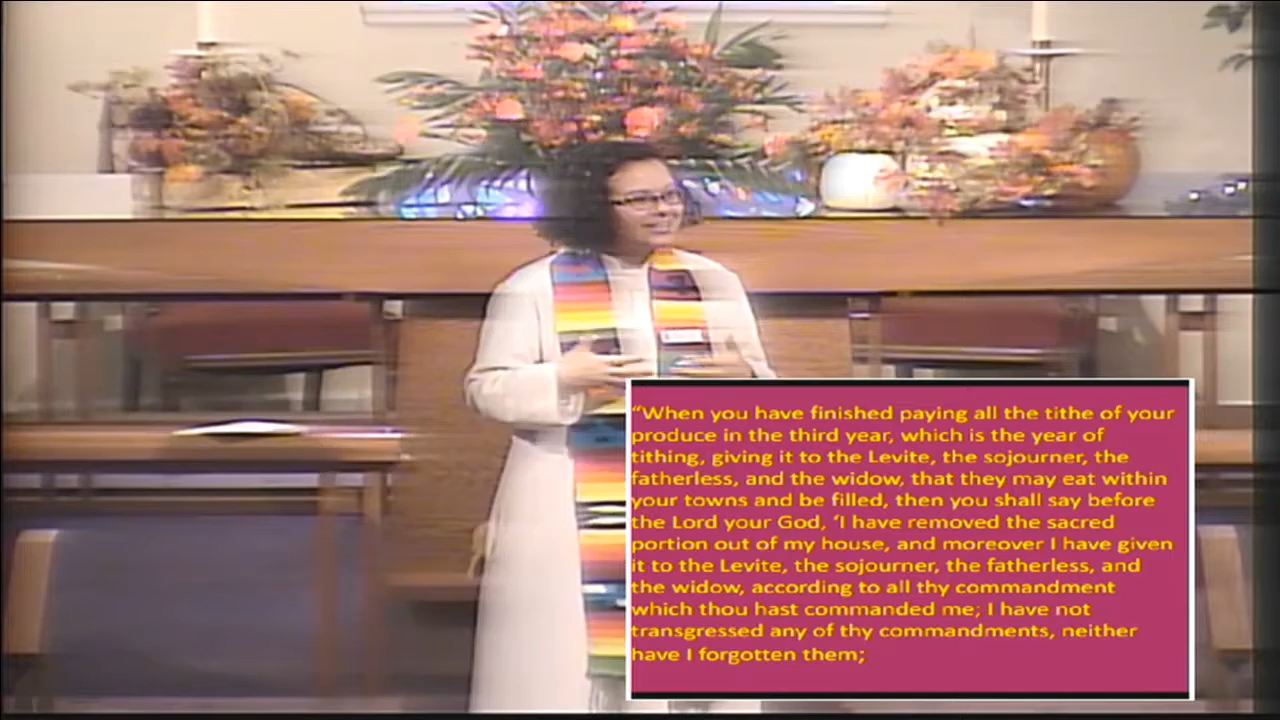 “When you have finished paying all the tithe of your
produce in the third year, which is the year of
tithing, giving it to the Levite, the sojourner, the
fatherless, and the widow, that they may eat within
your towns and be filled, then you shall say before
the Lord your God, ‘I have removed the sacred
portion out of my house, and moreover I have given
it to the Levite, the sojourner, the fatherless, and
the widow, according to all thy commandment
which thou hast commanded me; I have not
transgressed any of thy commandments, neither
have I forgotten them;